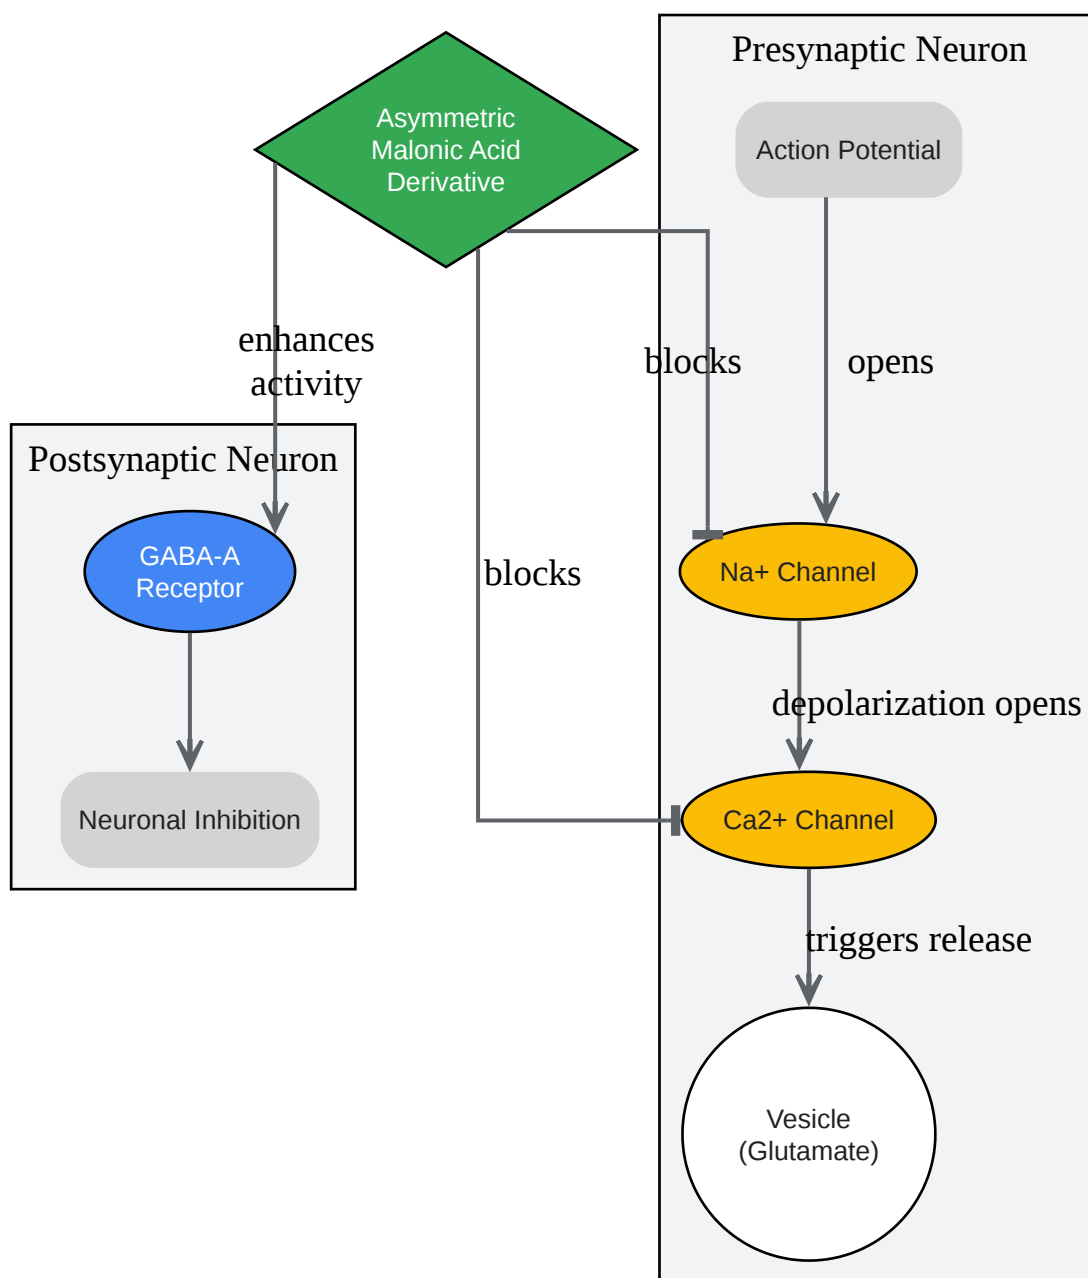 Presynaptic Neuron
Asymmetric
Malonic Acid
Derivative
Action Potential
enhances
activity
blocks
opens
Postsynaptic Neuron
GABA-A
Receptor
blocks
Na+ Channel
depolarization opens
Neuronal Inhibition
Ca2+ Channel
triggers release
Vesicle
(Glutamate)